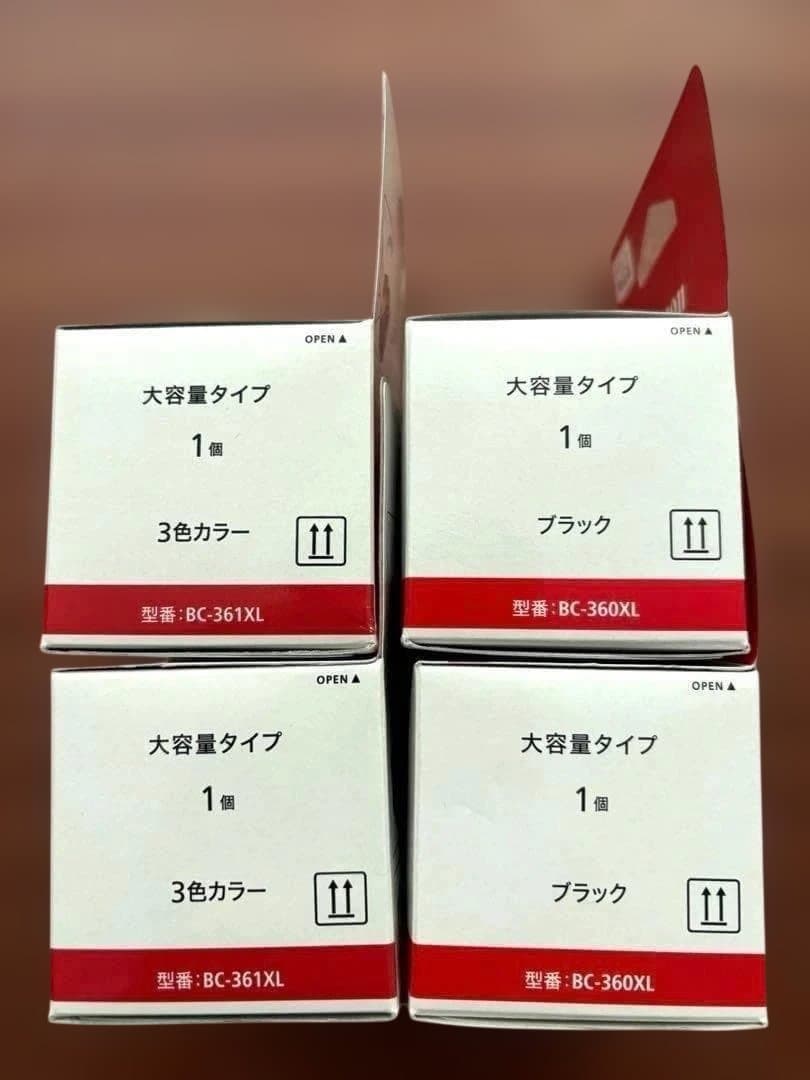 OPEN▲
大容量タイプ
1個
3色カラー
型番:BC-361XL
OPEN▲
大容量タイプ
1個
ブラック
型番:BC-360XL
OPEN▲
大容量タイプ
1個
3色カラー
型番:BC-361XL
OPEN▲
大容量タイプ
1個
ブラック
型番:BC-360XL